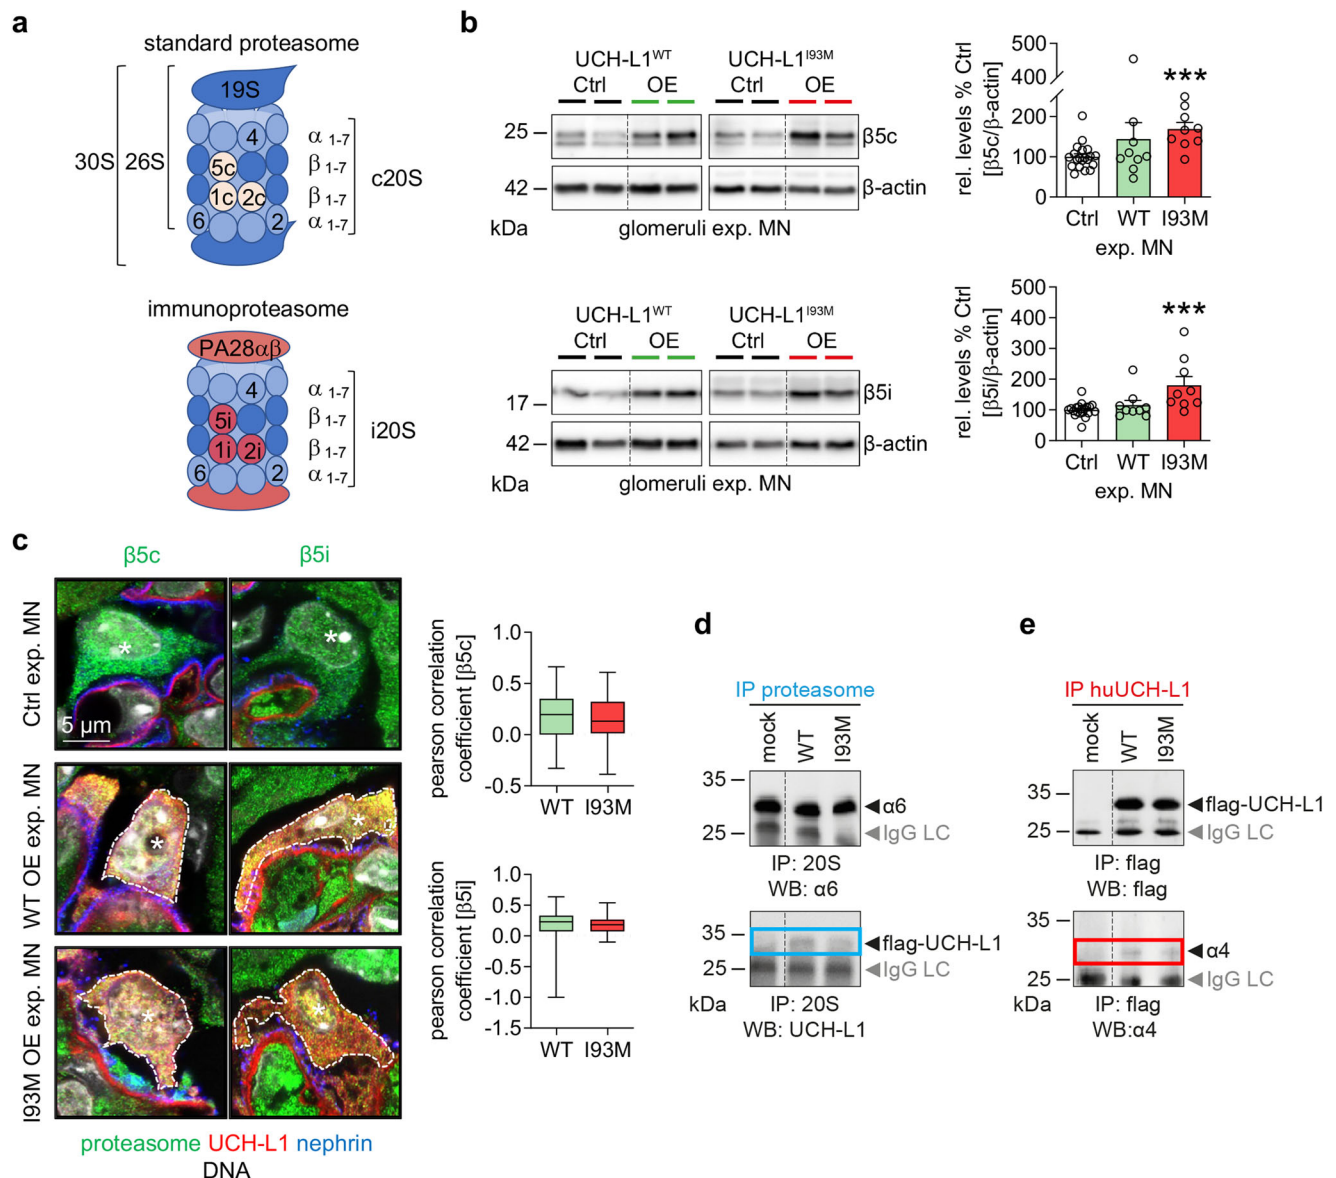 a
standard proteasome
30S
26S
19S
4
5c
1c 2c
6 2
α 1-7
β 1-7
β 1-7
α 1-7
c20S
immunoproteasome
PA28αβ
4
5i
1i 2i
6 2
α 1-7
β 1-7
β 1-7
α 1-7
i20S
b
UCH-L1WT UCH-L1I93M
Ctrl OE Ctrl OE
25
β5c
42
β-actin
kDa
glomeruli exp. MN
rel. levels % Ctrl
[β5c/β-actin]
500
400
200
100
0
***
Ctrl WT I93M
exp. MN
UCH-L1WT UCH-L1I93M
Ctrl OE Ctrl OE
17
β5i
42
β-actin
kDa
glomeruli exp. MN
rel. levels % Ctrl
[β5i/β-actin]
500
400
300
200
100
0
***
Ctrl WT I93M
exp. MN
c
β5c β5i
Ctrl exp. MN
* *
5 µm
WT OE exp. MN
* *
I93M OE exp. MN
* *
proteasome UCH-L1 nephrin
DNA
pearson correlation
coefficient [β5c]
1.0
0.5
0.0
-0.5
WT I93M
pearson correlation
coefficient [β5i]
1.0
0.5
0.0
-0.5
-1.0
-1.5
WT I93M
d
IP proteasome
mock WT I93M
35
α6
25
IgG LC
IP: 20S
WB: α6
35
flag-UCH-L1
25
IgG LC
kDa
IP: 20S
WB: UCH-L1
e
IP huUCH-L1
mock WT I93M
35
flag-UCH-L1
25
IgG LC
IP: flag
WB: flag
35
α4
25
IgG LC
kDa
IP: flag
WB:α4